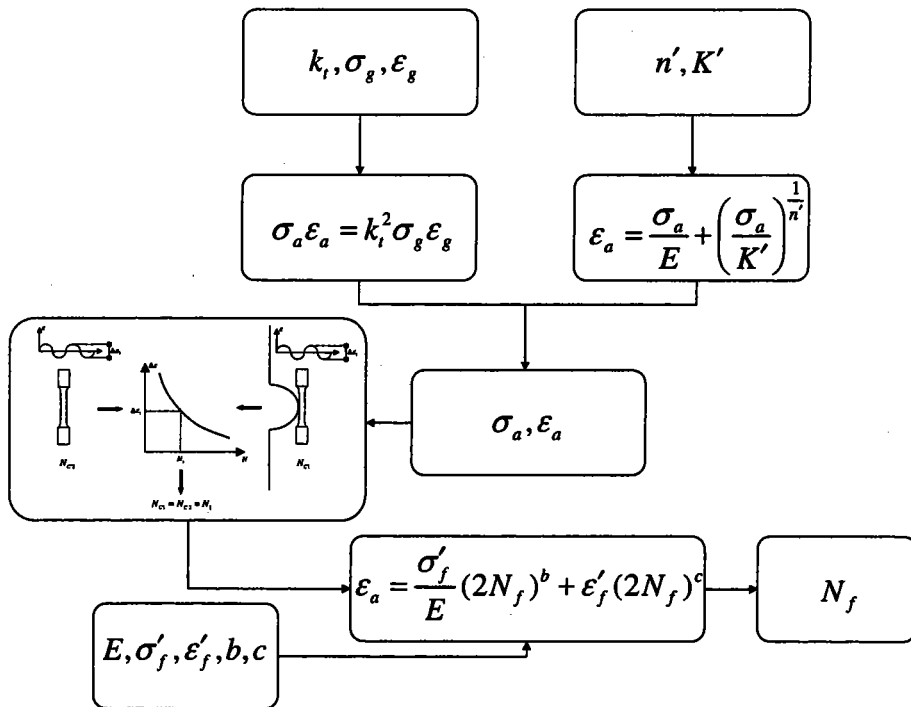 k_t, σ_g, ε_g
n′, K′
σ_a ε_a = k_t^2 σ_g ε_g
ε_a = σ_a/E + (σ_a/K′)^(1/n′)
σ_a, ε_a
Δε
N
N_C2
N_C1
N_C1 = N_C2 = N_1
ε_a = σ′_f/E (2N_f)^b + ε′_f (2N_f)^c
N_f
E, σ′_f, ε′_f, b, c